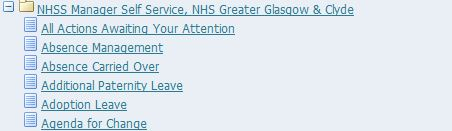 NHSS Manager Self Service, NHS Greater Glasgow & Clyde
All Actions Awaiting Your Attention
Absence Management
Absence Carried Over
Additional Paternity Leave
Adoption Leave
Agenda for Change